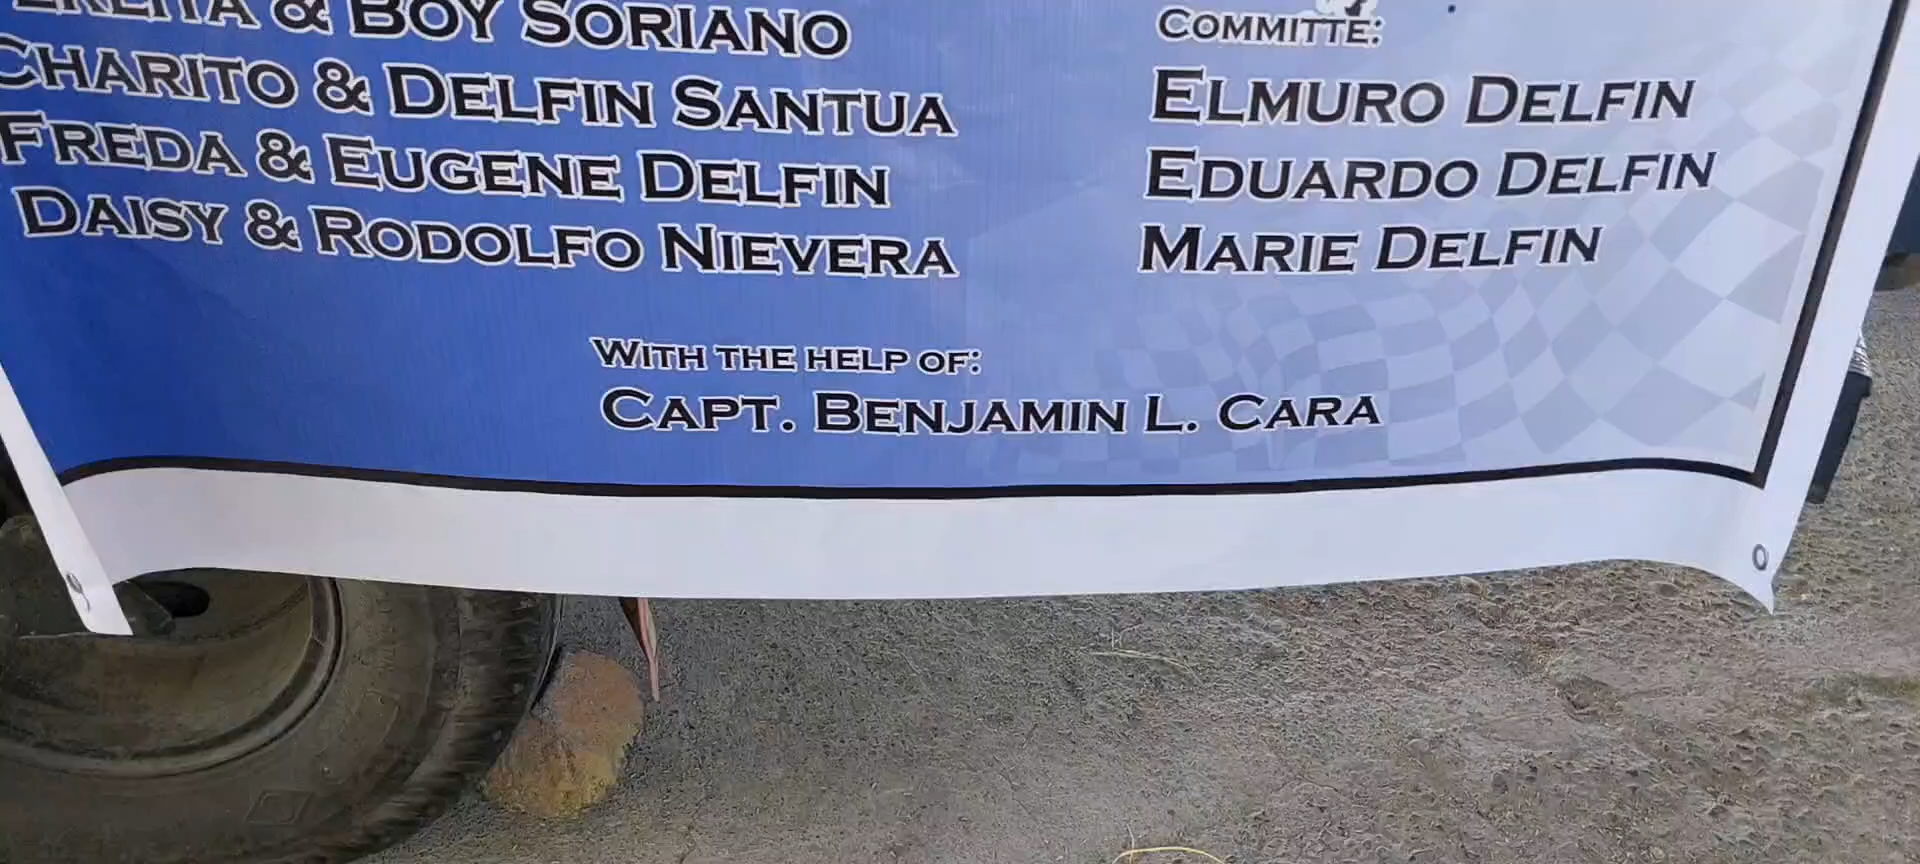 & BOY SORIANO
CHARITO & DELFIN SANTUA
FREDA & EUGENE DELFIN
DAISY & RODOLFO NIEVERA
COMMITTE:
ELMURO DELFIN
EDUARDO DELFIN
MARIE DELFIN
WITH THE HELP OF:
CAPT. BENJAMIN L. CARA